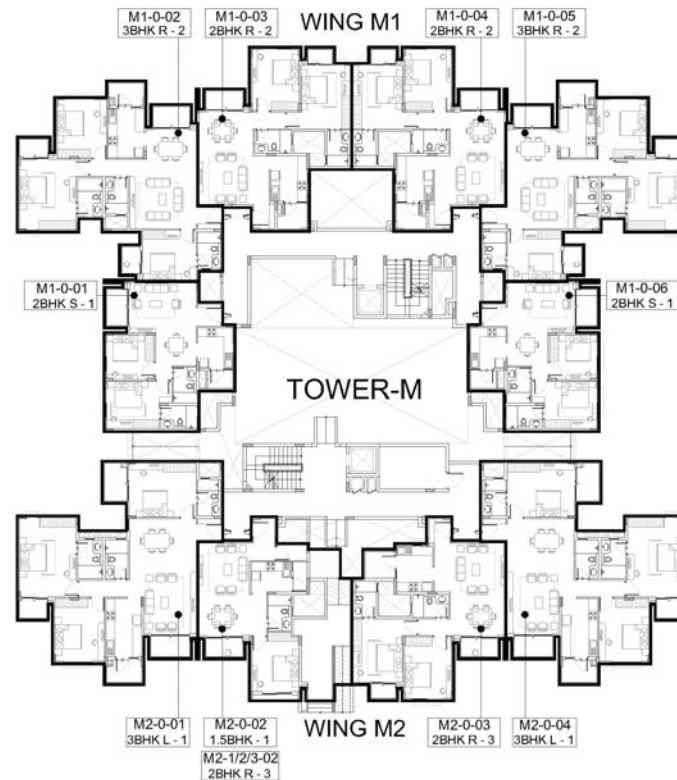 M1-0-02
3BHK R - 2
M1-0-03
2BHK R - 2
WING M1
M1-0-04
2BHK R - 2
M1-0-05
3BHK R - 2
M1-0-01
2BHK S - 1
M1-0-06
2BHK S - 1
TOWER-M
M2-0-01
3BHK L - 1
M2-0-02
1.5BHK - 1
M2-1/2/3-02
2BHK R - 3
WING M2
M2-0-03
2BHK R - 3
M2-0-04
3BHK L - 1